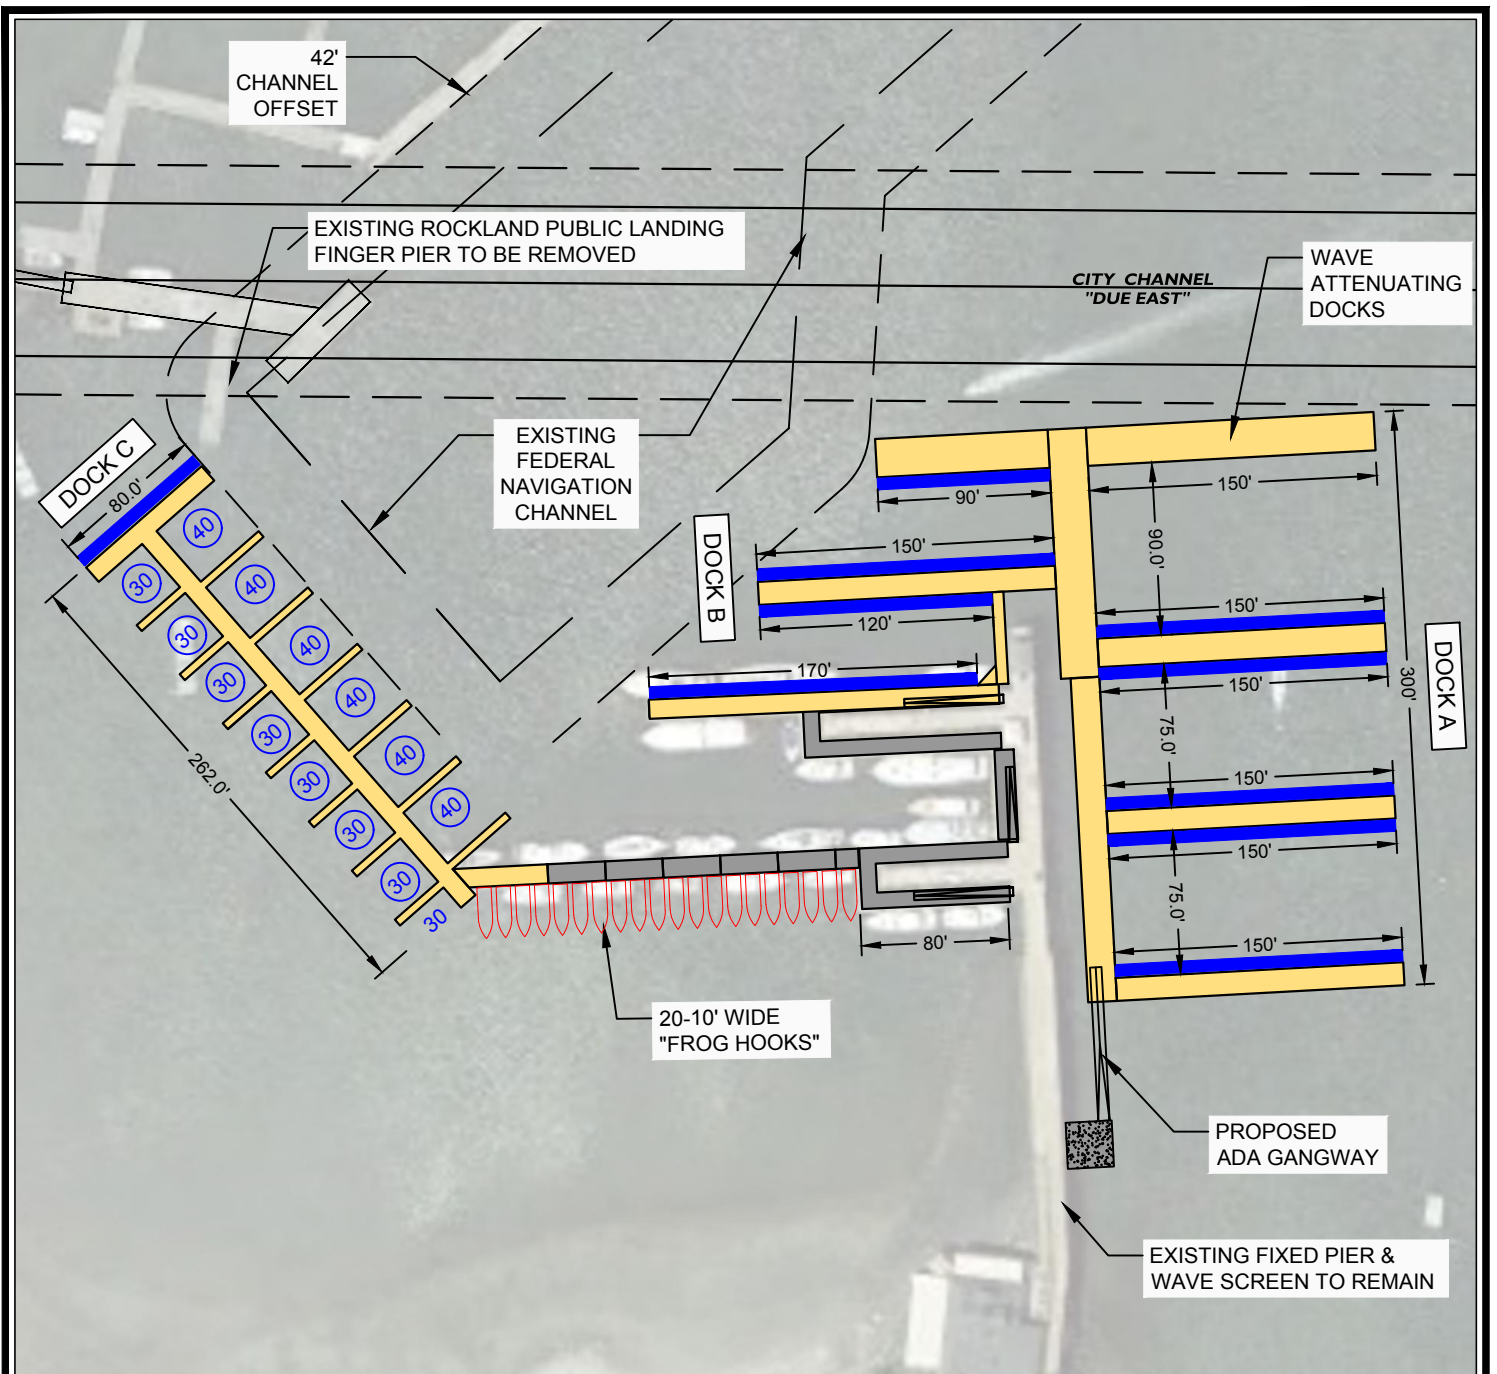 42'
CHANNEL
OFFSET
EXISTING ROCKLAND PUBLIC LANDING
FINGER PIER TO BE REMOVED
CITY CHANNEL
"DUE EAST"
WAVE
ATTENUATING
DOCKS
EXISTING
FEDERAL
NAVIGATION
CHANNEL
DOCK C
80.0'
40
40
40
40
40
40
30
30
30
30
30
30
30
30
262.0'
DOCK B
90'
150'
120'
170'
150'
90.0'
150'
150'
75.0'
150'
150'
75.0'
150'
300'
DOCK A
80'
20-10' WIDE
"FROG HOOKS"
PROPOSED
ADA GANGWAY
EXISTING FIXED PIER &
WAVE SCREEN TO REMAIN